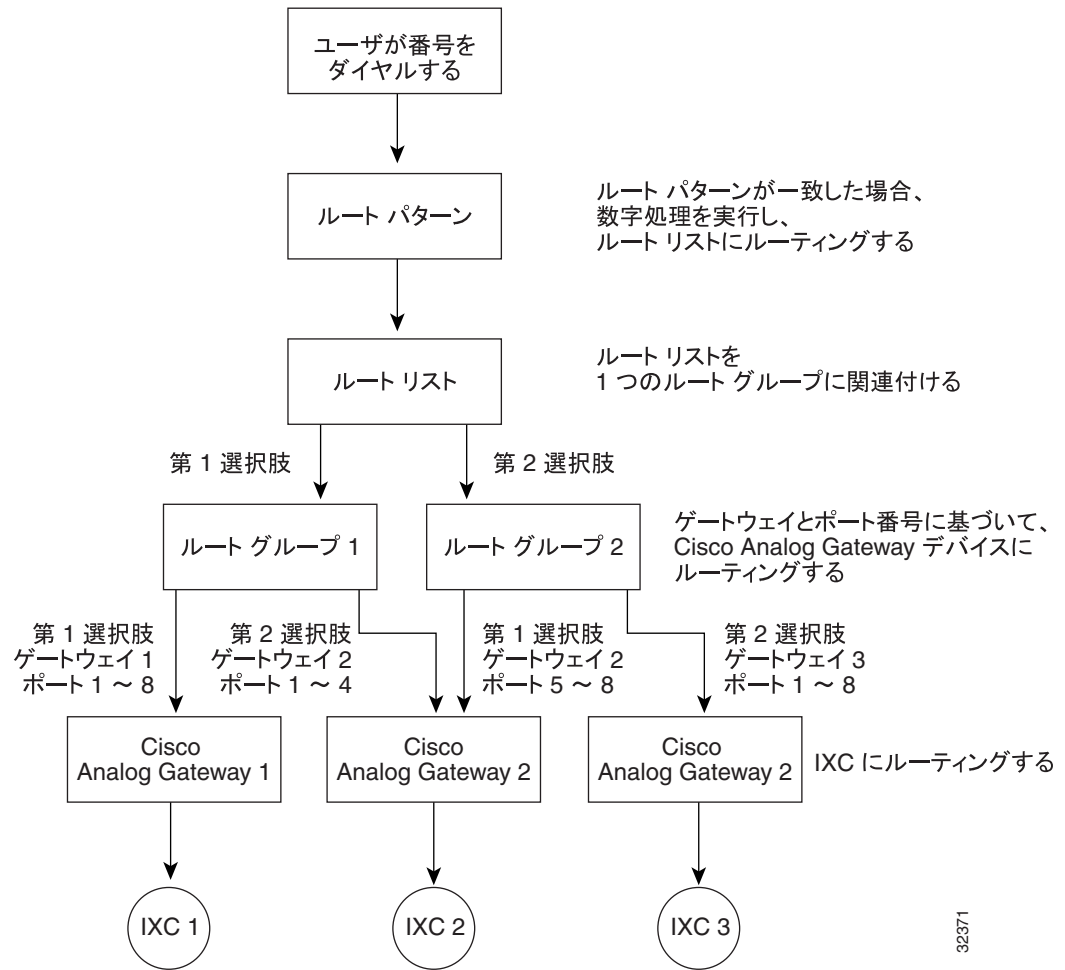 ユーザが番号を
ダイヤルする
ルート パターン
ルート パターンが一致した場合、
数字処理を実行し、
ルート リストにルーティングする
ルート リスト
ルート リストを
1 つのルート グループに関連付ける
第 1 選択肢
第 2 選択肢
ルート グループ 1
ルート グループ 2
ゲートウェイとポート番号に基づいて、
Cisco Analog Gateway デバイスに
ルーティングする
第 1 選択肢
ゲートウェイ 1
ポート 1 ～ 8
第 2 選択肢
ゲートウェイ 2
ポート 1 ～ 4
第 1 選択肢
ゲートウェイ 2
ポート 5 ～ 8
第 2 選択肢
ゲートウェイ 3
ポート 1 ～ 8
Cisco
Analog Gateway 1
Cisco
Analog Gateway 2
Cisco
Analog Gateway 2
IXC にルーティングする
IXC 1
IXC 2
IXC 3
32371